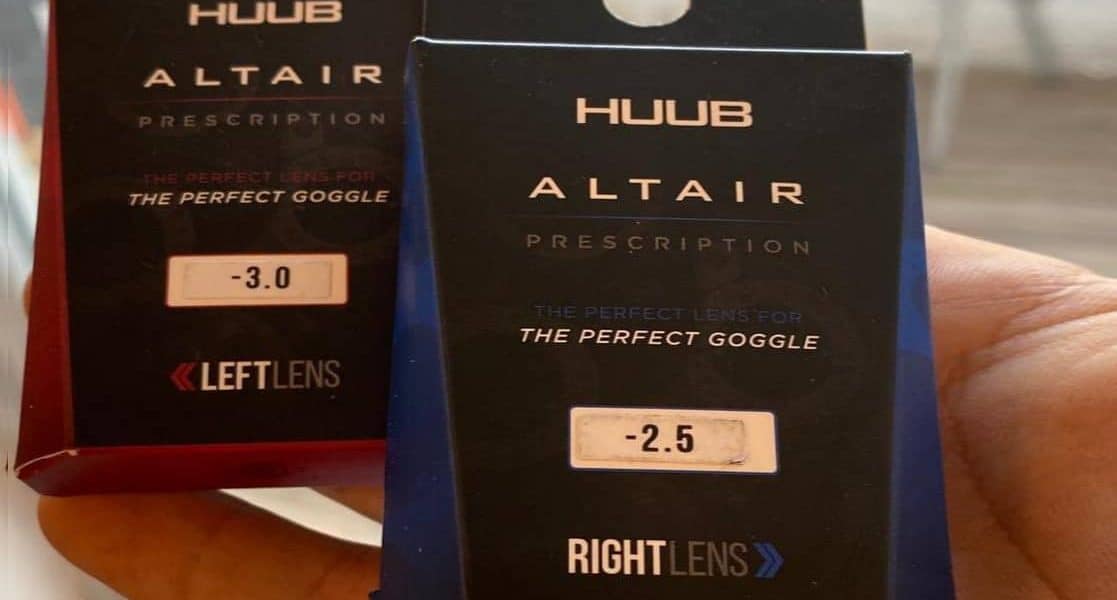 HUUB
ALTAIR
PRESCRIPTION
THE PERFECT LENS FOR
THE PERFECT GOGGLE
-3.0
«LEFTLENS
HUUB
ALTAIR
PRESCRIPTION
THE PERFECT LENS FOR
THE PERFECT GOGGLE
-2.5
RIGHTLENS»